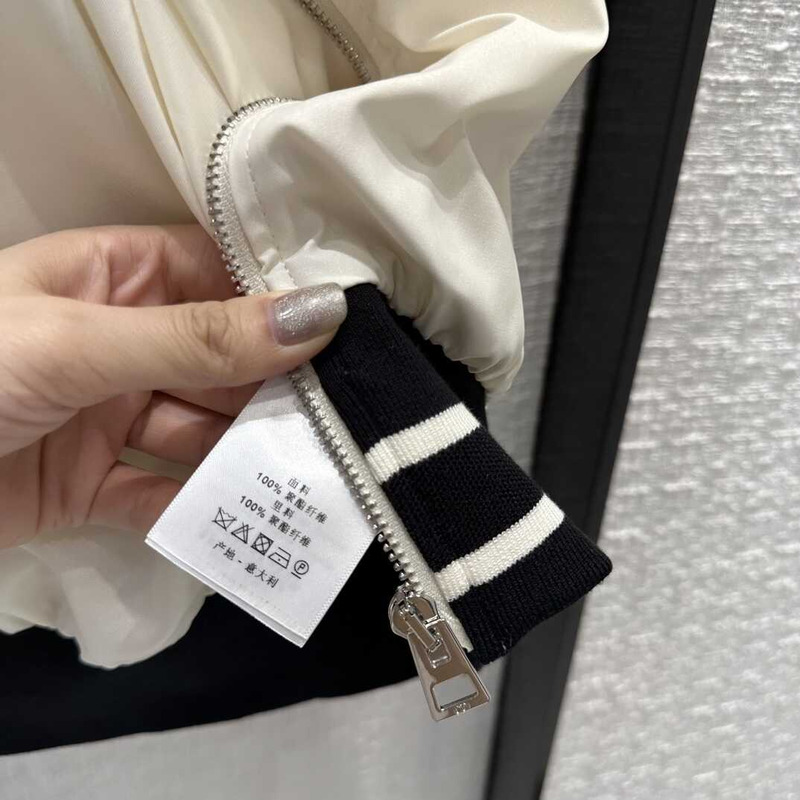 面料
100% 聚酯纤维
里料
100% 聚酯纤维
P
产地 - 意大利